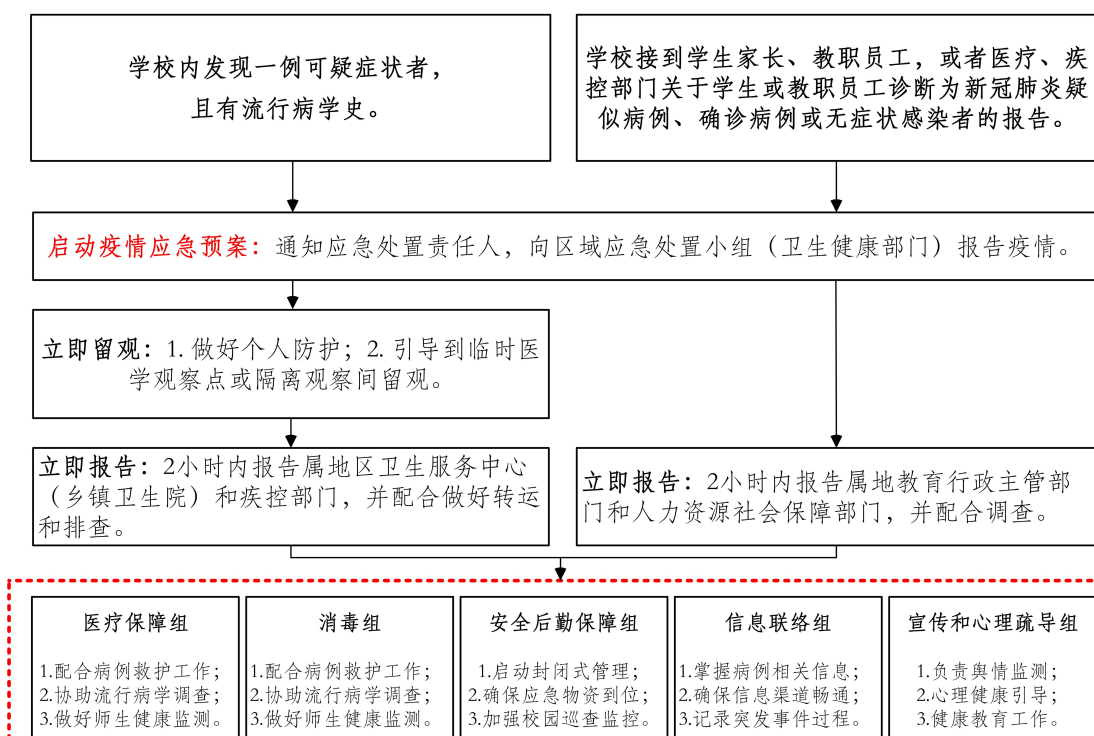 学校内发现一例可疑症状者，
且有流行病学史。
学校接到学生家长、教职员工，或者医疗、疾
控部门关于学生或教职员工诊断为新冠肺炎疑
似病例、确诊病例或无症状感染者的报告。
启动疫情应急预案：通知应急处置责任人，向区域应急处置小组（卫生健康部门）报告疫情。
立即留观：1. 做好个人防护；2. 引导到临时医
学观察点或隔离观察间留观。
立即报告：2小时内报告属地区卫生服务中心
（乡镇卫生院）和疾控部门，并配合做好转运
和排查。
立即报告：2小时内报告属地教育行政主管部
门和人力资源社会保障部门，并配合调查。
医疗保障组
1.配合病例救护工作；
2.协助流行病学调查；
3.做好师生健康监测。
消毒组
1.配合病例救护工作；
2.协助流行病学调查；
3.做好师生健康监测。
安全后勤保障组
1.启动封闭式管理；
2.确保应急物资到位；
3.加强校园巡查监控。
信息联络组
1.掌握病例相关信息；
2.确保信息渠道畅通；
3.记录突发事件过程。
宣传和心理疏导组
1.负责舆情监测；
2.心理健康引导；
3.健康教育工作。